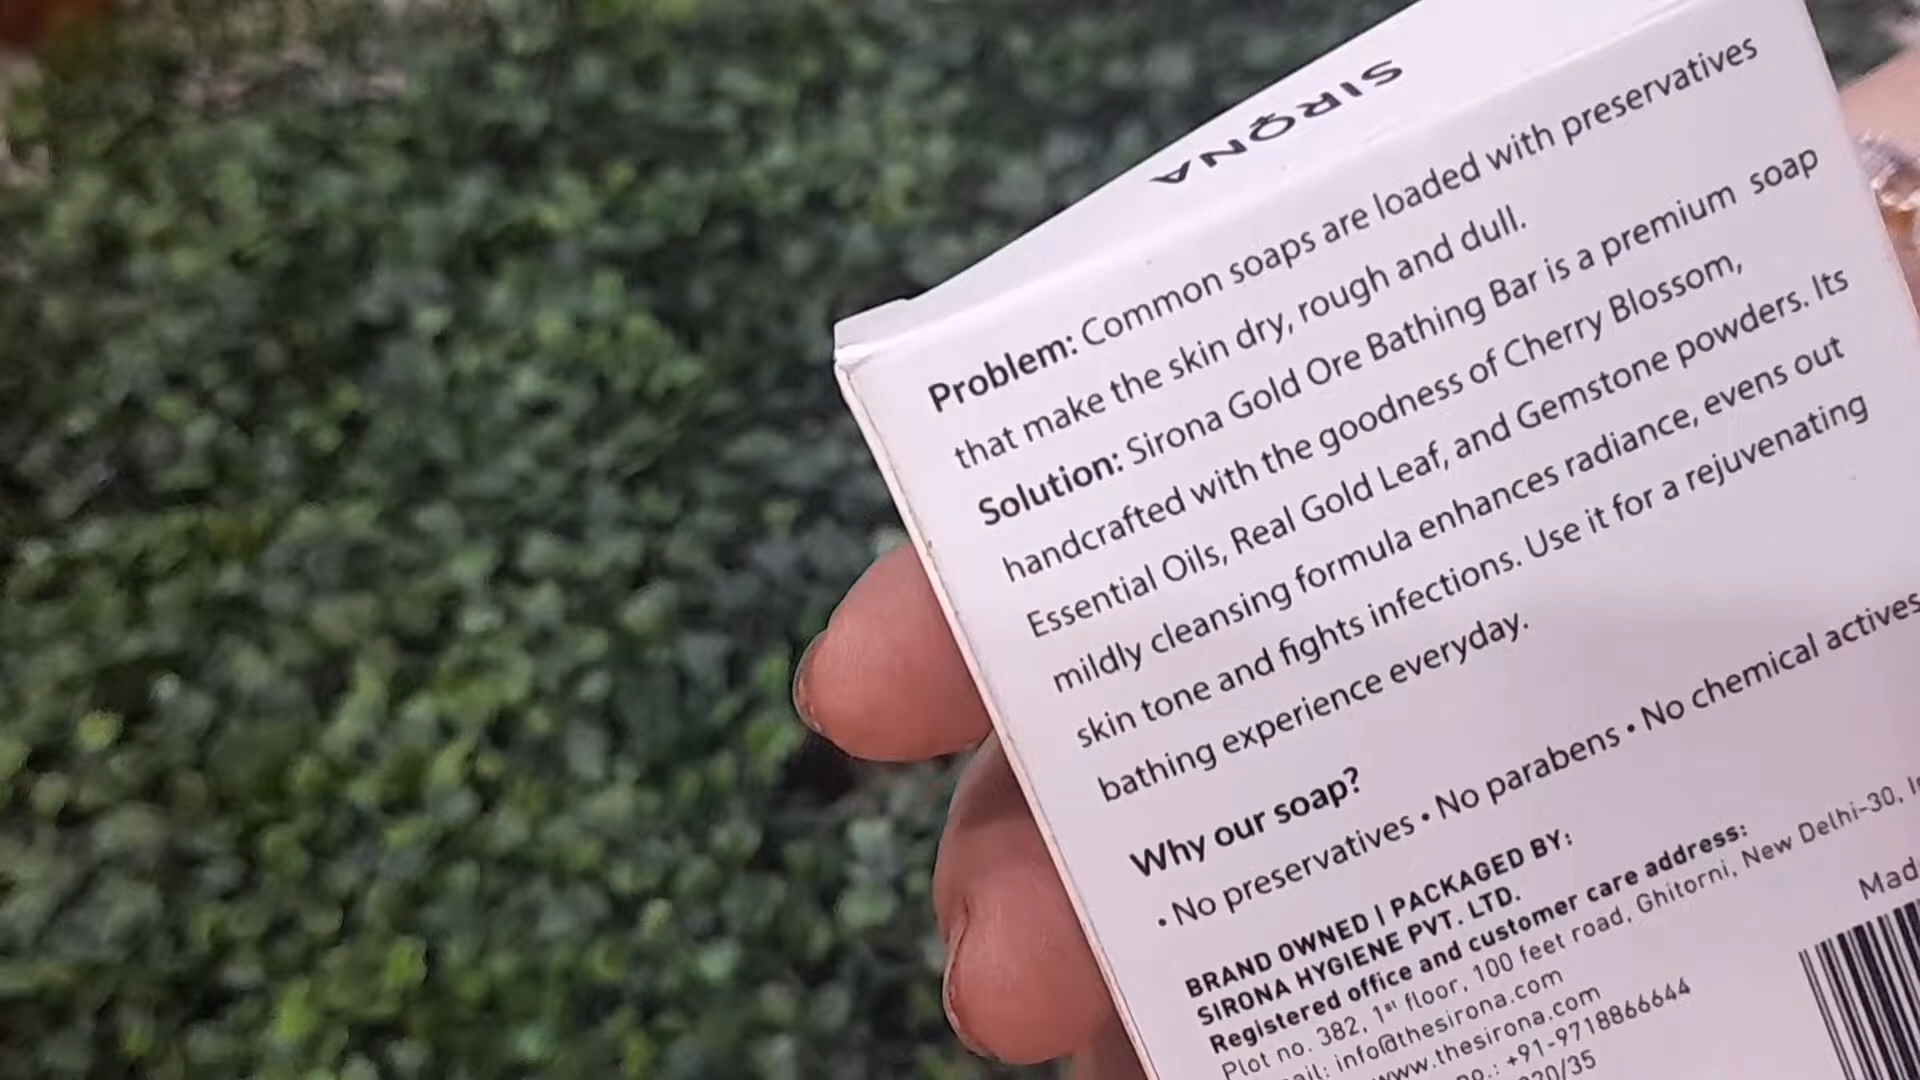 SIRONA
Problem: Common soaps are loaded with preservatives
that make the skin dry, rough and dull.
Solution: Sirona Gold Ore Bathing Bar is a premium soap
handcrafted with the goodness of Cherry Blossom,
Essential Oils, Real Gold Leaf, and Gemstone powders. Its
mildly cleansing formula enhances radiance, evens out
skin tone and fights infections. Use it for a rejuvenating
bathing experience everyday.
Why our soap?
• No preservatives • No parabens • No chemical actives
BRAND OWNED | PACKAGED BY:
SIRONA HYGIENE PVT. LTD.
Registered office and customer care address:
Plot no. 382, 1st floor, 100 feet road, Ghitorni, New Delhi-30,
info@thesirona.com
www.thesirona.com
+91-9718866644